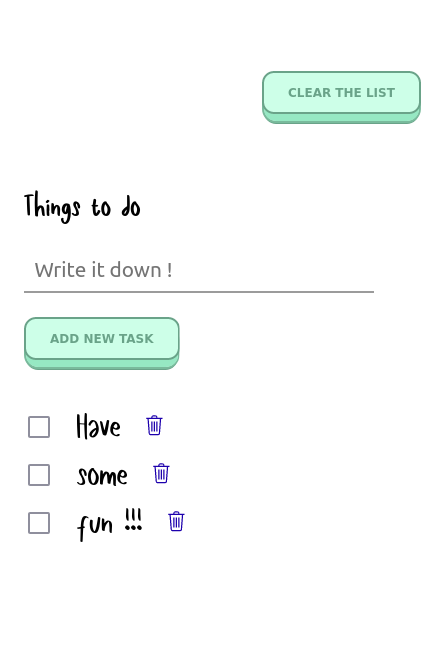 CLEAR THE LIST
Things to do
Write it down !
ADD NEW TASK
Have
some
fun !!!